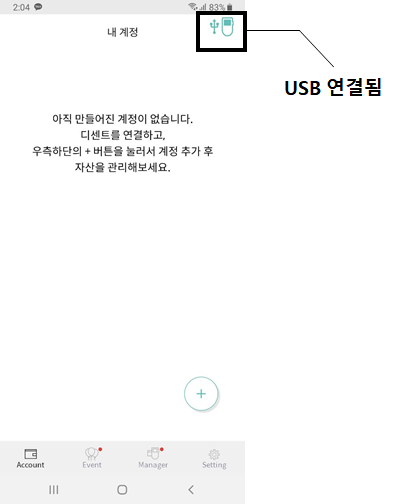 2:04 83%
내 계정
USB 연결됨
아직 만들어진 계정이 없습니다.
디센트를 연결하고,
우측하단의 + 버튼을 눌러서 계정 추가 후
자산을 관리해보세요.
+
Account Event Manager Setting